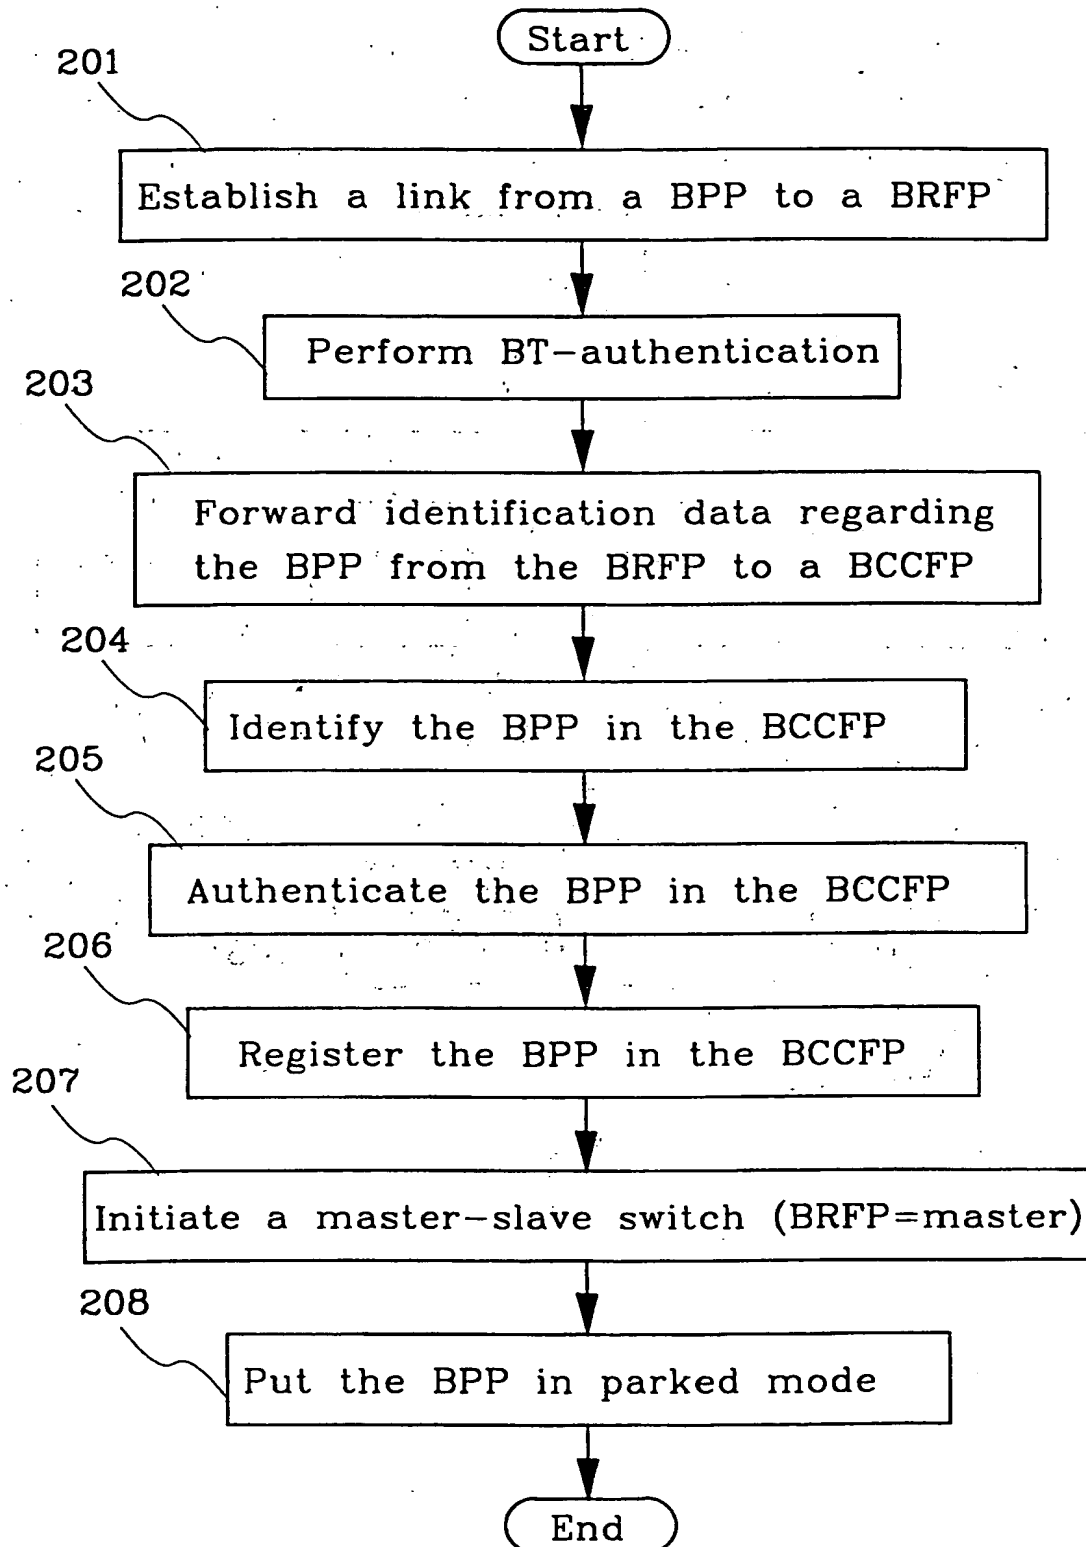 Start
201
Establish a link from a BPP to a BRFP
202
Perform BT-authentication
203
Forward identification data regarding
the BPP from the BRFP to a BCCFP
204
Identify the BPP in the BCCFP
205
Authenticate the BPP in the BCCFP
206
Register the BPP in the BCCFP
207
Initiate a master-slave switch (BRFP=master)
208
Put the BPP in parked mode
End